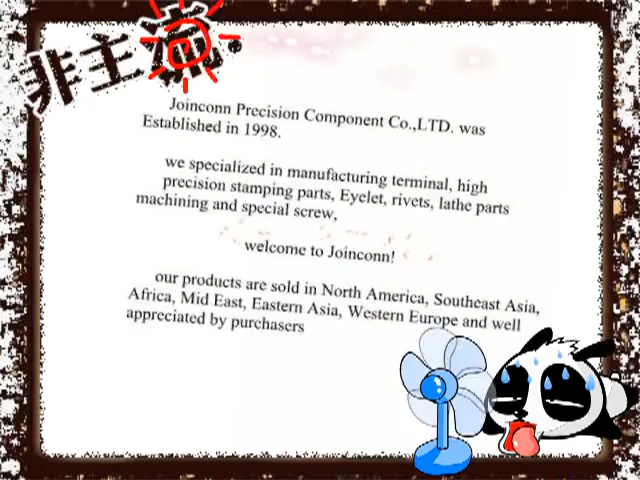 非主流
Joinconn Precision Component Co.,LTD. was
Established in 1998.
we specialized in manufacturing terminal, high
precision stamping parts, Eyelet, rivets, lathe parts
machining and special screw,
welcome to Joinconn!
our products are sold in North America, Southeast Asia,
Africa, Mid East, Eastern Asia, Western Europe and well
appreciated by purchasers